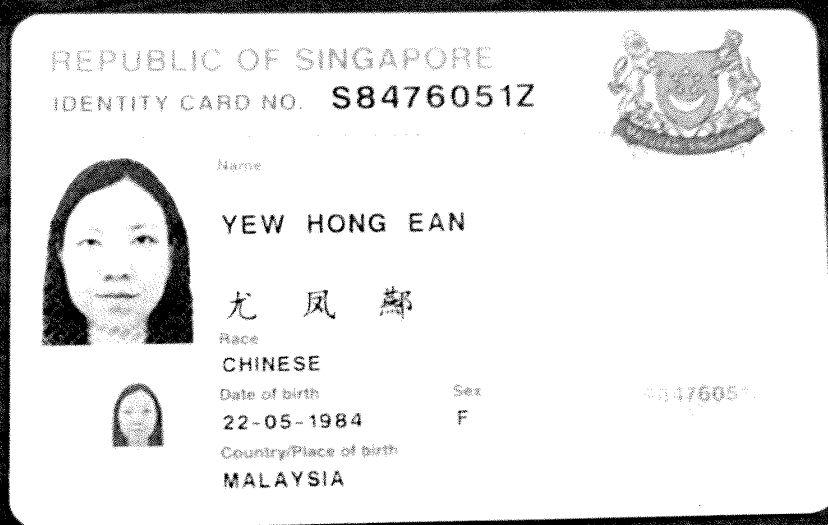 REPUBLIC OF SINGAPORE
IDENTITY CARD NO. S8476051Z
Name
YEW HONG EAN
尤 凤
Race
CHINESE
Date of birth Sex
22-05-1984 F
Country/Place of birth
MALAYSIA